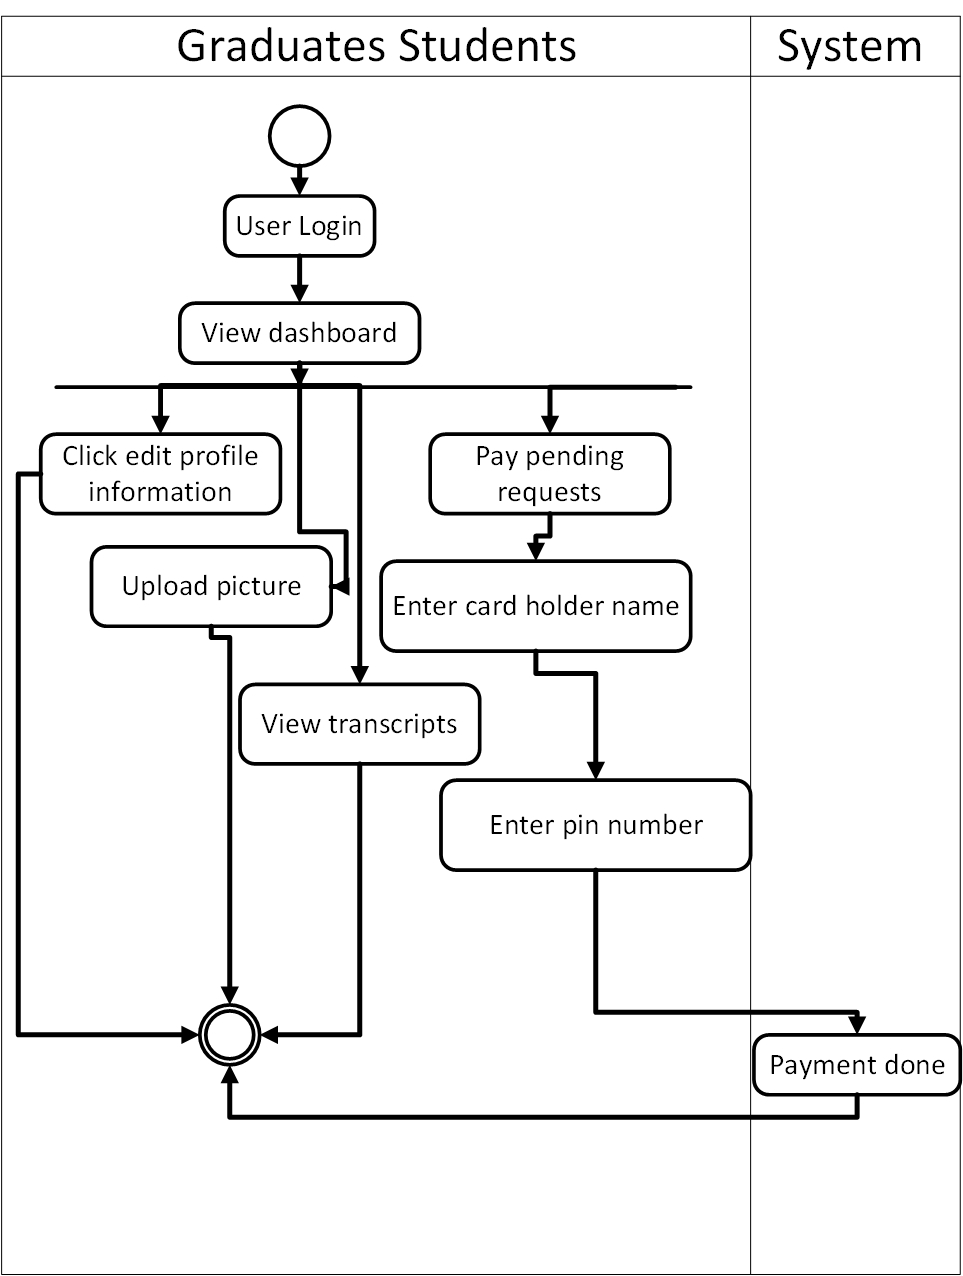 Graduates Students
System
User Login
View dashboard
Click edit profile
information
Pay pending
requests
Upload picture
Enter card holder name
View transcripts
Enter pin number
Payment done